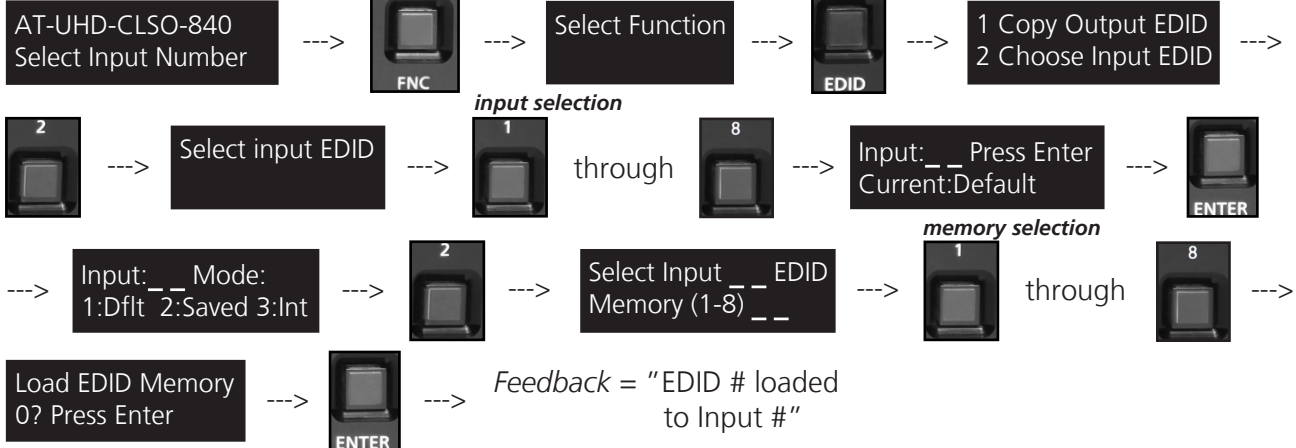 AT-UHD-CLSO-840
Select Input Number
--->
FNC
--->
Select Function
--->
EDID
--->
1 Copy Output EDID
2 Choose Input EDID
--->
input selection
2
--->
Select input EDID
--->
1
through
8
--->
Input:_ _ Press Enter
Current:Default
--->
ENTER
memory selection
--->
Input:_ _ Mode:
1:Dflt 2:Saved 3:Int
--->
2
--->
Select Input _ _ EDID
Memory (1-8) _ _
--->
1
through
8
--->
Load EDID Memory
0? Press Enter
--->
ENTER
--->
Feedback = "EDID # loaded
to Input #"